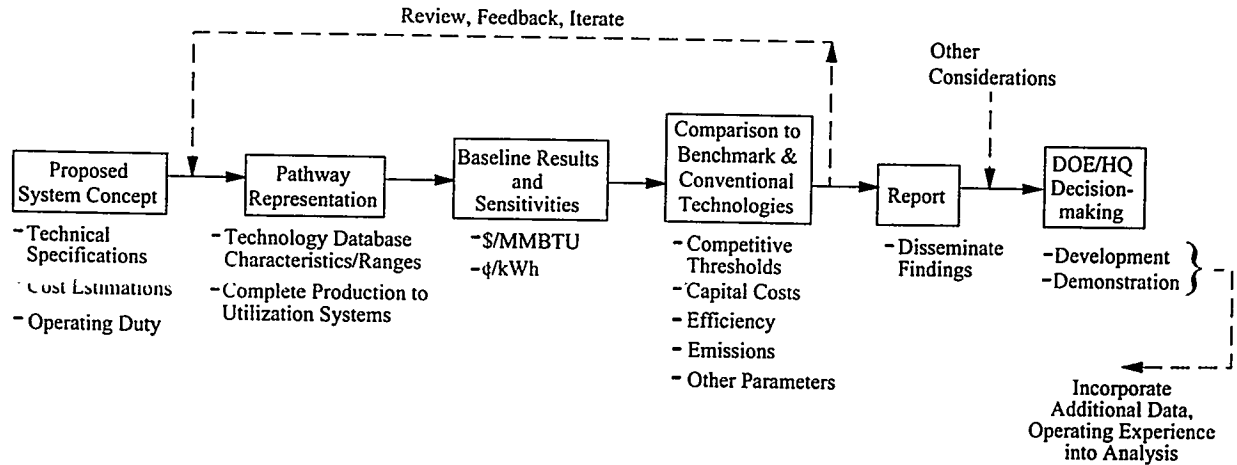 Review, Feedback, Iterate
Other
Considerations
Proposed
System Concept
-Technical
Specifications
-Cost Estimations
-Operating Duty
Pathway
Representation
-Technology Database
Characteristics/Ranges
-Complete Production to
Utilization Systems
Baseline Results
and
Sensitivities
-$/MMBTU
-¢/kWh
Comparison to
Benchmark &
Conventional
Technologies
-Competitive
Thresholds
-Capital Costs
-Efficiency
-Emissions
-Other Parameters
Report
-Disseminate
Findings
DOE/HQ
Decision-
making
-Development
-Demonstration
Incorporate
Additional Data,
Operating Experience
into Analysis